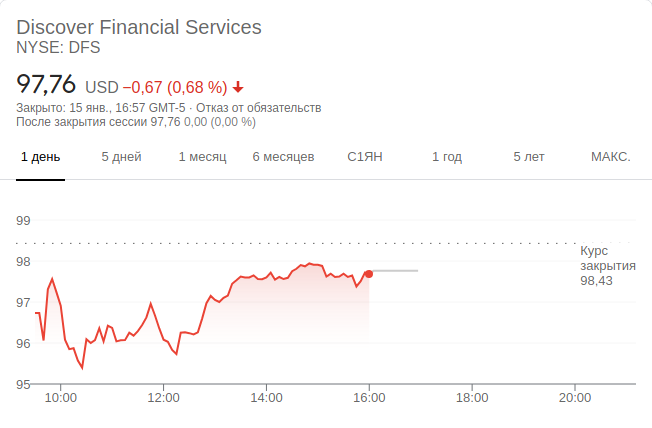 Discover Financial Services
NYSE: DFS
97,76 USD −0,67 (0,68 %)
Закрыто: 15 янв., 16:57 GMT-5 · Отказ от обязательств
После закрытия сессии 97,76 0,00 (0,00 %)
1 день 5 дней 1 месяц 6 месяцев С1ЯН 1 год 5 лет МАКС.
99
98
97
96
95
Курс
закрытия
98,43
10:00 12:00 14:00 16:00 18:00 20:00